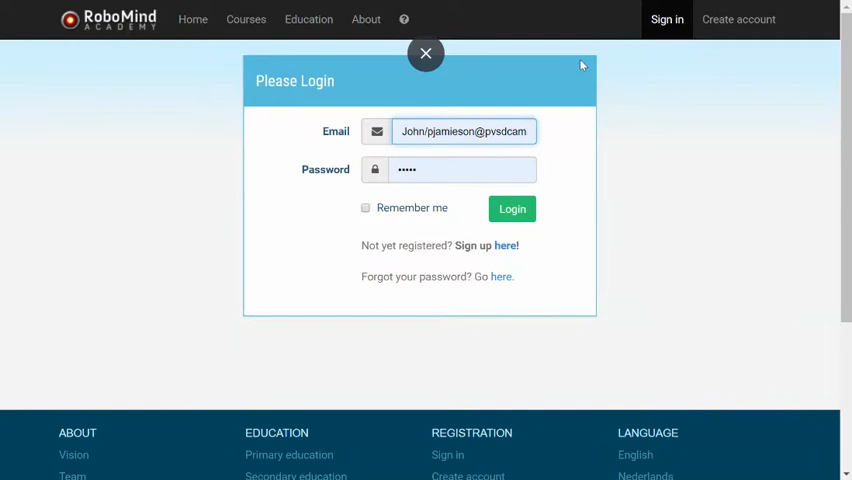 RoboMind
ACADEMY
Home Courses Education About ?
Sign in Create account
Please Login
Email John/pjamieson@pvsdcam
Password •••••
Remember me Login
Not yet registered? Sign up here!
Forgot your password? Go here.
ABOUT EDUCATION REGISTRATION LANGUAGE
Vision Primary education Sign in English
Team Secondary education Create account Nederlands